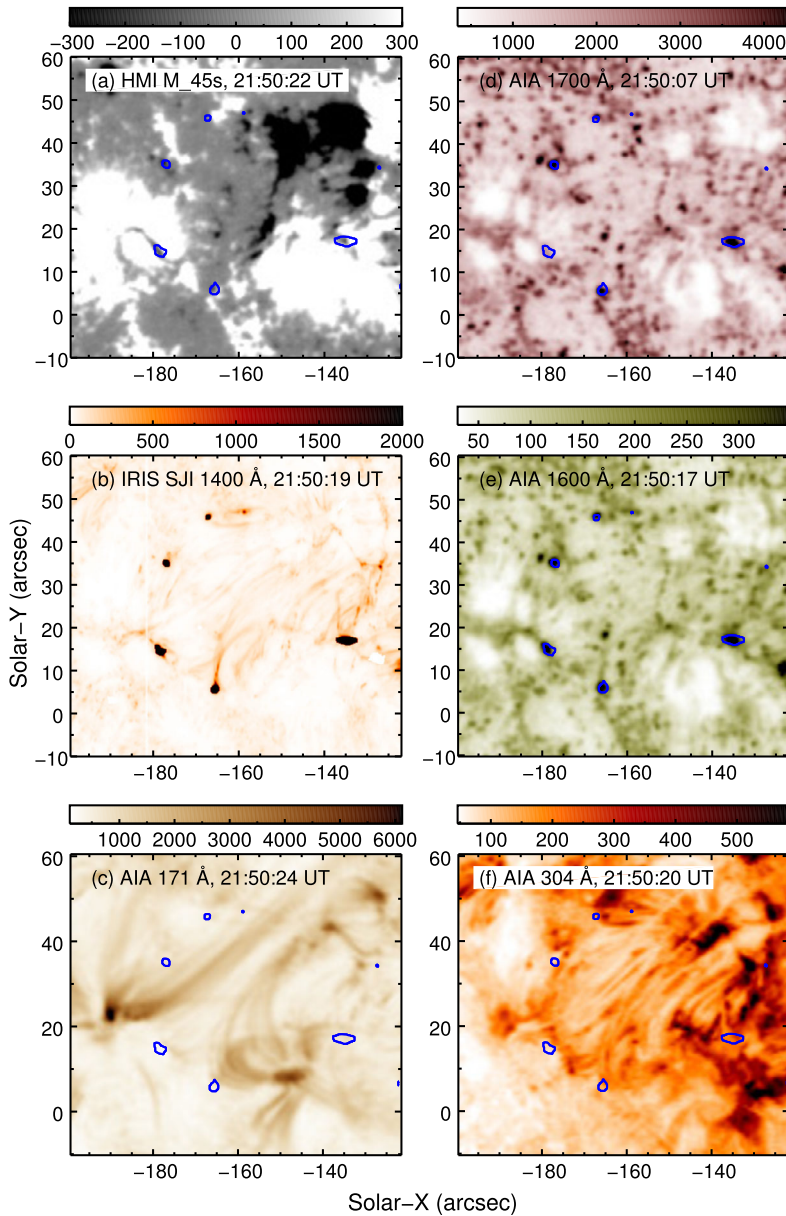 −300 −200 −100 0 100 200 300
(a) HMI M_45s, 21:50:22 UT
60
50
40
30
20
10
0
−10
−180 −160 −140
1000 2000 3000 4000
(d) AIA 1700 Å, 21:50:07 UT
60
50
40
30
20
10
0
−10
−180 −160 −140
0 500 1000 1500 2000
(b) IRIS SJI 1400 Å, 21:50:19 UT
60
50
40
30
20
10
0
−10
−180 −160 −140
Solar−Y (arcsec)
50 100 150 200 250 300
(e) AIA 1600 Å, 21:50:17 UT
60
50
40
30
20
10
0
−10
−180 −160 −140
1000 2000 3000 4000 5000 6000
(c) AIA 171 Å, 21:50:24 UT
60
40
20
0
−180 −160 −140
100 200 300 400 500
(f) AIA 304 Å, 21:50:20 UT
60
40
20
0
−200 −180 −160 −140
Solar−X (arcsec)